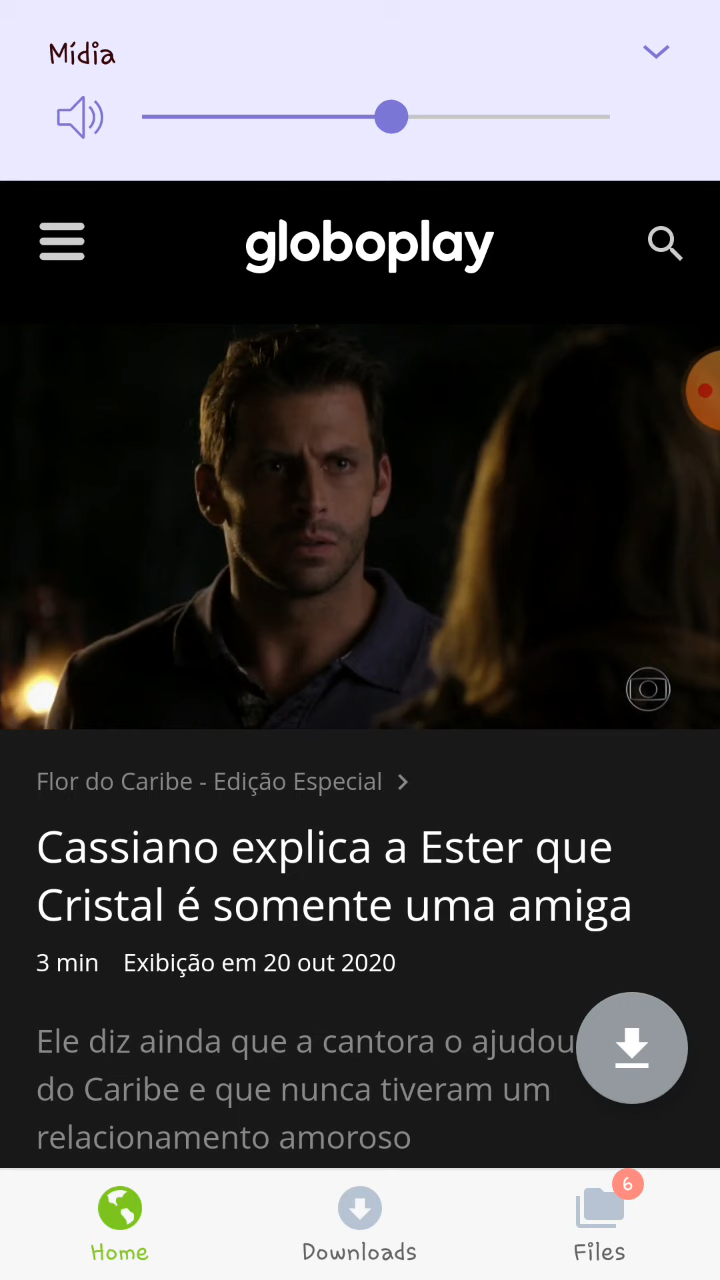 Mídia
globoplay
Flor do Caribe - Edição Especial
Cassiano explica a Ester que
Cristal é somente uma amiga
3 min Exibição em 20 out 2020
Ele diz ainda que a cantora o ajudou
do Caribe e que nunca tiveram um
relacionamento amoroso
6
Home Downloads Files